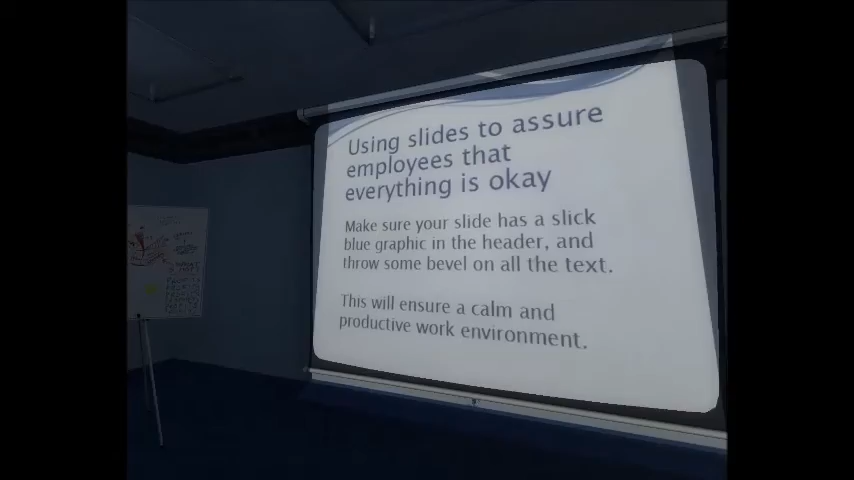 Using slides to assure
employees that
everything is okay
Make sure your slide has a slick
blue graphic in the header, and
throw some bevel on all the text.
This will ensure a calm and
productive work environment.